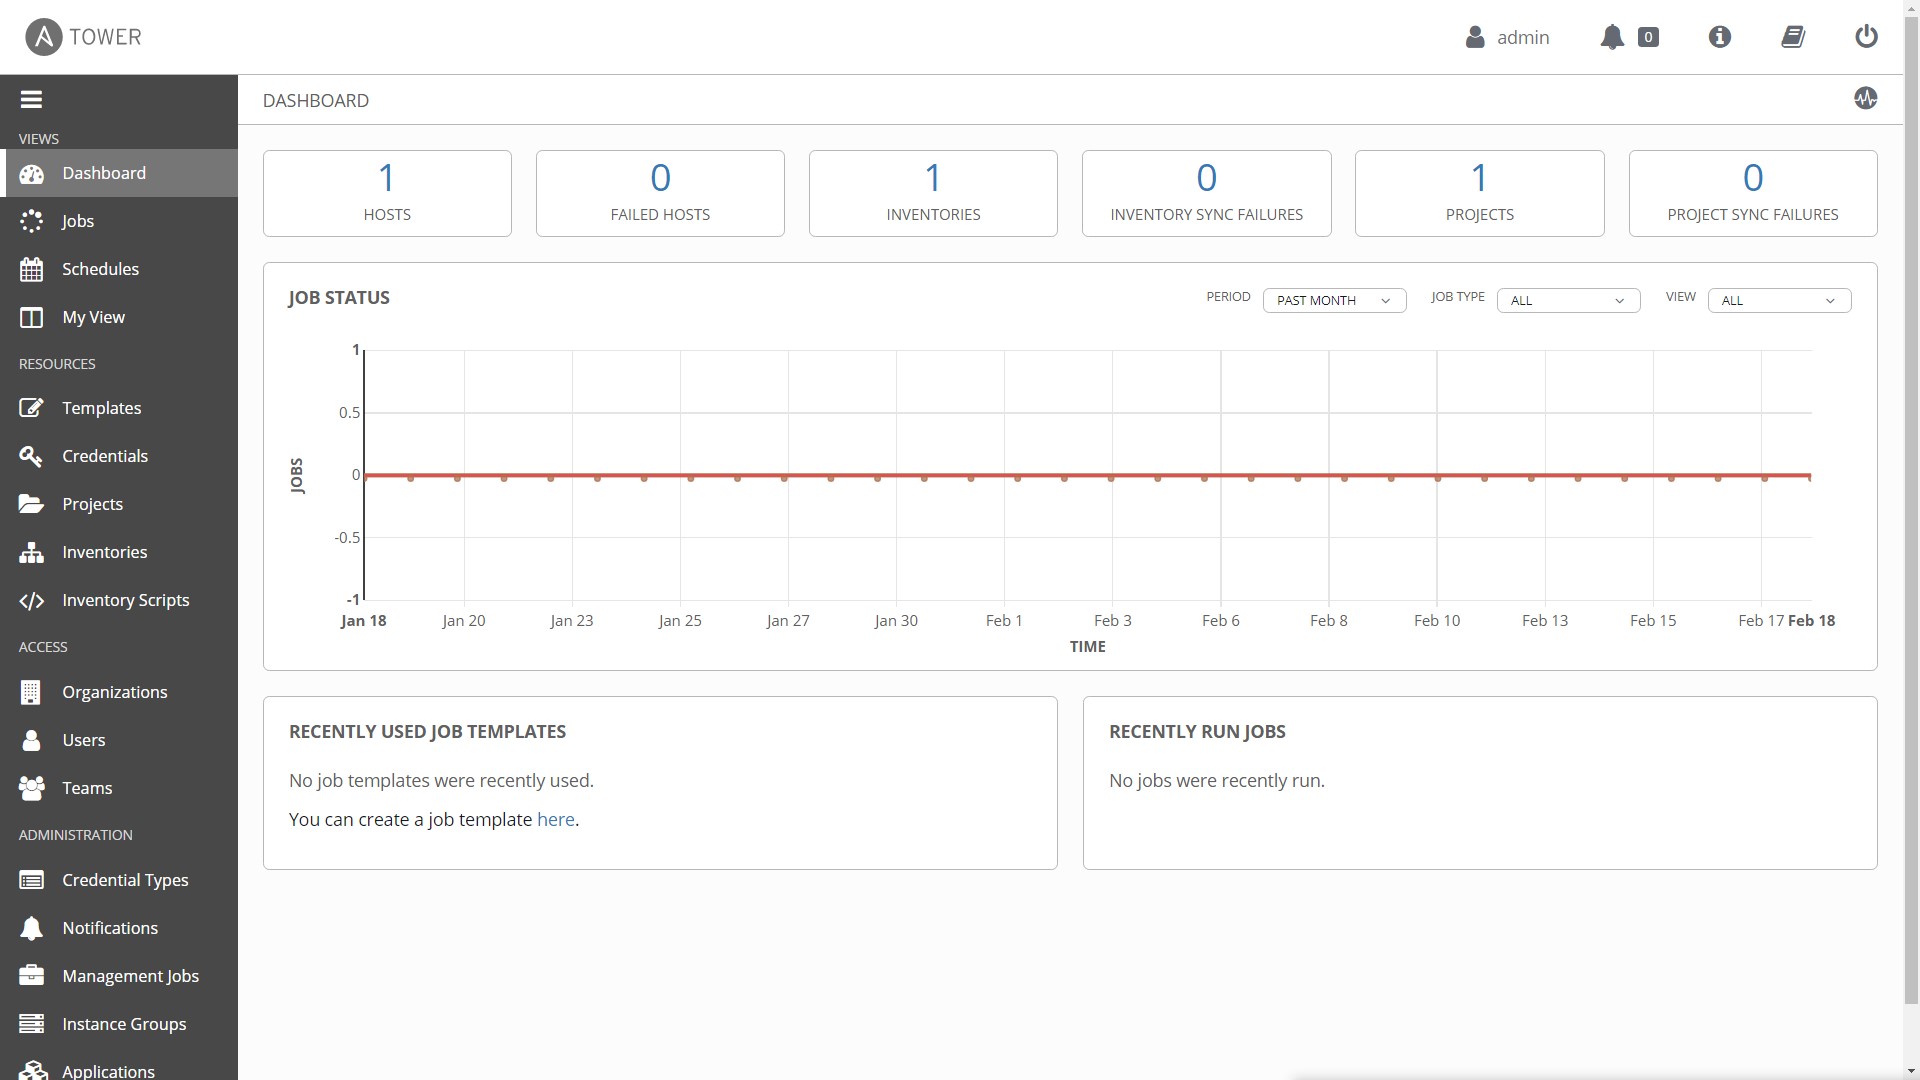 A TOWER
admin
0
VIEWS
Dashboard
Jobs
Schedules
My View
RESOURCES
Templates
Credentials
Projects
Inventories
Inventory Scripts
ACCESS
Organizations
Users
Teams
ADMINISTRATION
Credential Types
Notifications
Management Jobs
Instance Groups
Applications
DASHBOARD
1
HOSTS
0
FAILED HOSTS
1
INVENTORIES
0
INVENTORY SYNC FAILURES
1
PROJECTS
0
PROJECT SYNC FAILURES
JOB STATUS
PERIOD PAST MONTH JOB TYPE ALL VIEW ALL
1
0.5
0
-0.5
-1
JOBS
Jan 18 Jan 20 Jan 23 Jan 25 Jan 27 Jan 30 Feb 1 Feb 3 Feb 6 Feb 8 Feb 10 Feb 13 Feb 15 Feb 17 Feb 18
TIME
RECENTLY USED JOB TEMPLATES
No job templates were recently used.
You can create a job template here.
RECENTLY RUN JOBS
No jobs were recently run.